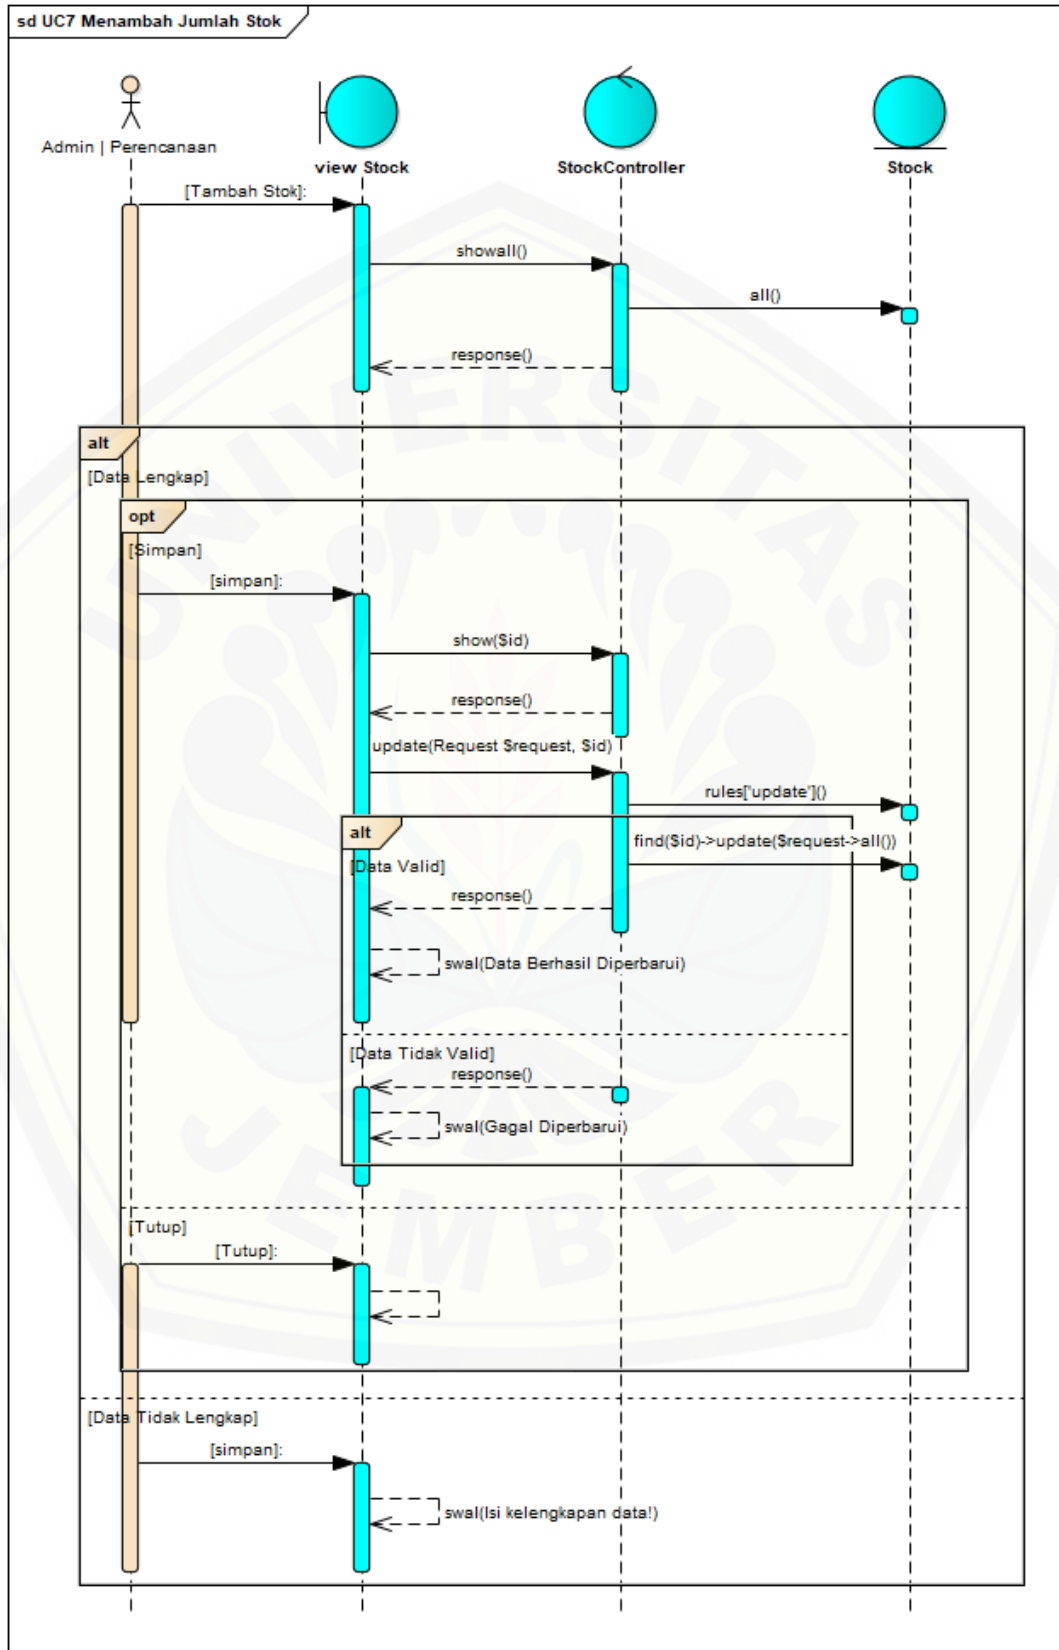 sd UC7 Menambah Jumlah Stok
Admin | Perencanaan
view Stock
StockController
Stock
[Tambah Stok]:
showall()
all()
response()
alt
[Data Lengkap]
opt
[Simpan]
[simpan]:
show($id)
response()
update(Request $request, $id)
rules['update']()
alt
find($id)->update($request->all())
[Data Valid]
response()
swal(Data Berhasil Diperbarui)
[Data Tidak Valid]
response()
swal(Gagal Diperbarui)
[Tutup]
[Tutup]:
[Data Tidak Lengkap]
[simpan]:
swal(Isi kelengkapan data!)
UNIVERSITAS
JEMBER